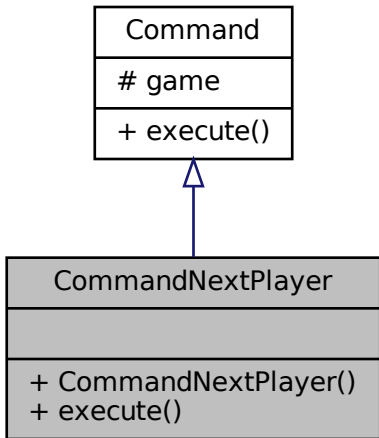 Command
# game
+ execute()
CommandNextPlayer
+ CommandNextPlayer()
+ execute()